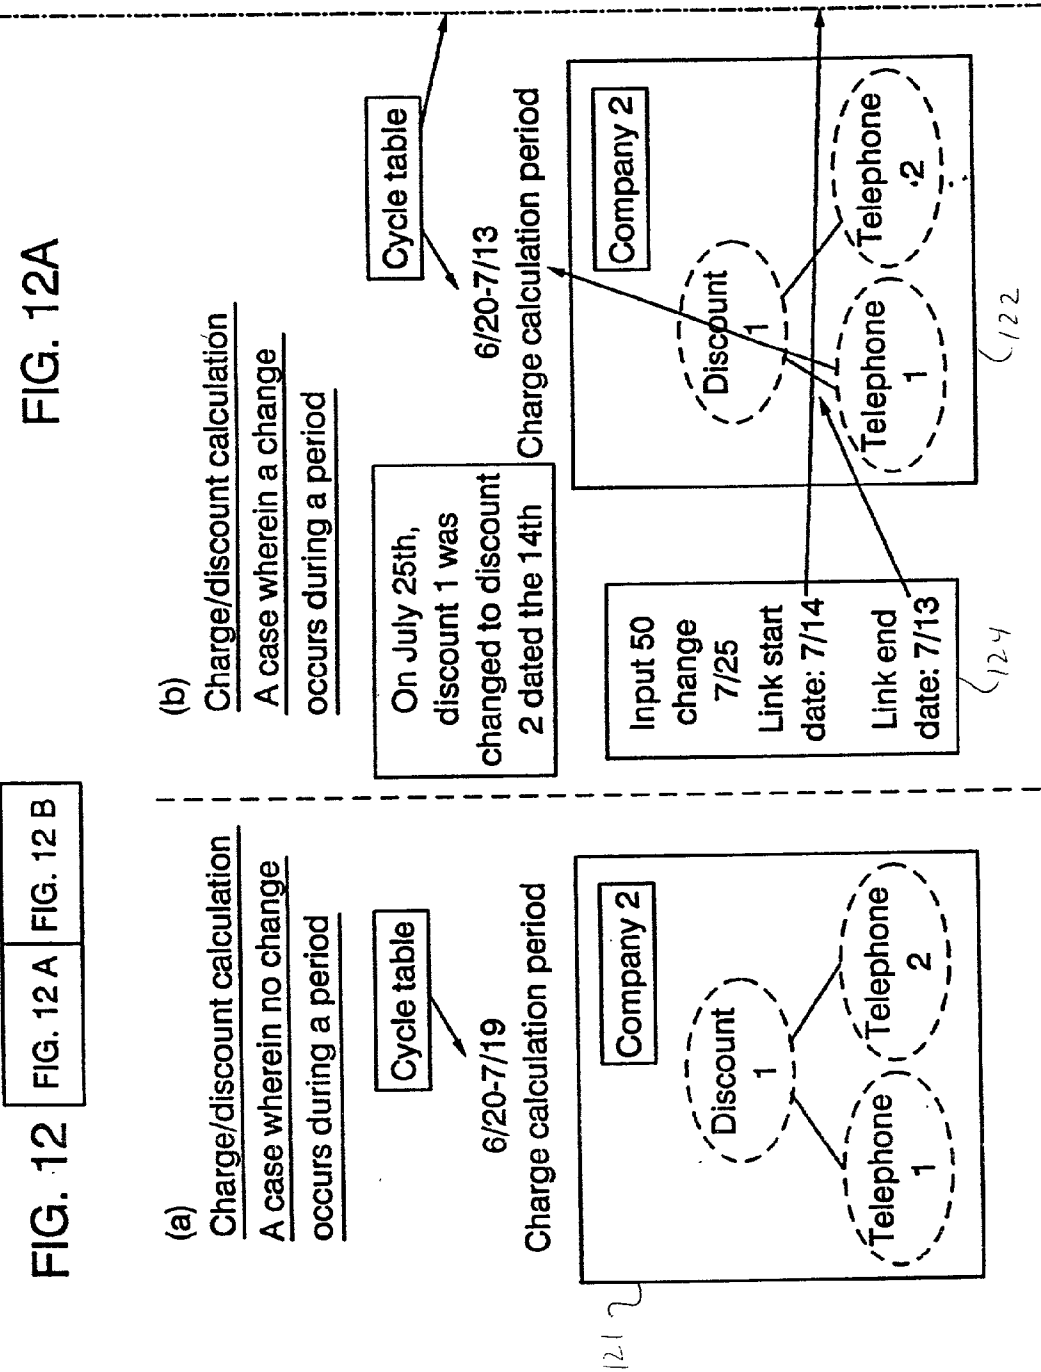 FIG. 12
FIG. 12 A
FIG. 12 B
FIG. 12A
(a)
Charge/discount calculation
A case wherein no change
occurs during a period
Cycle table
6/20-7/19
Charge calculation period
Company 2
Discount
1
Telephone
1
Telephone
2
121
(b)
Charge/discount calculation
A case wherein a change
occurs during a period
On July 25th,
discount 1 was
changed to discount
2 dated the 14th
Cycle table
6/20-7/13
Charge calculation period
Input 50
change
7/25
Link start
date: 7/14
Link end
date: 7/13
124
Company 2
Discount
1
Telephone
1
Telephone
2
122